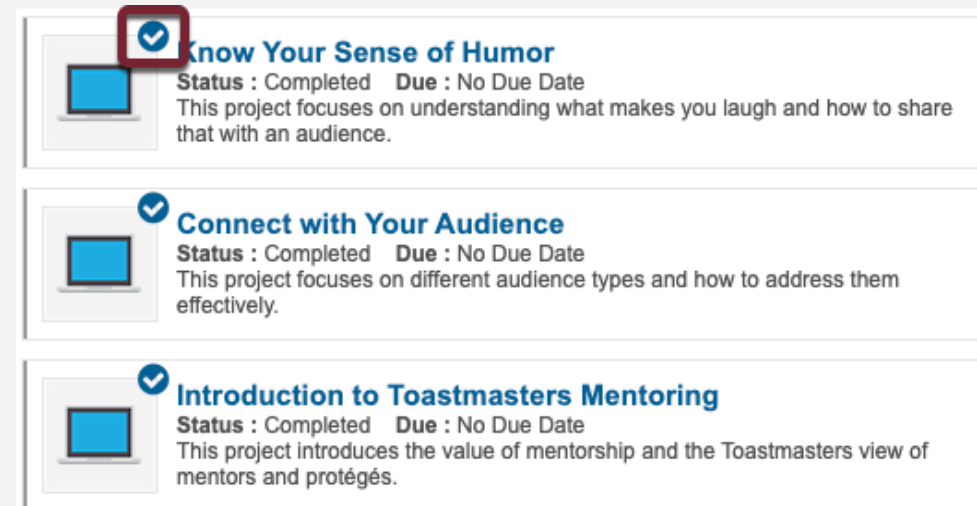 Know Your Sense of Humor
Status : Completed Due : No Due Date
This project focuses on understanding what makes you laugh and how to share
that with an audience.
Connect with Your Audience
Status : Completed Due : No Due Date
This project focuses on different audience types and how to address them
effectively.
Introduction to Toastmasters Mentoring
Status : Completed Due : No Due Date
This project introduces the value of mentorship and the Toastmasters view of
mentors and protégés.